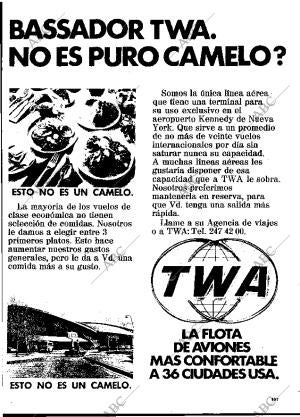 BASSADOR TWA.
NO ES PURO CAMELO?
ESTO NO ES UN CAMELO.
La mayoría de los vuelos de
clase económica no tienen
selección de comidas. Nosotros
le damos a elegir entre 3
primeros platos. Esto hace
aumentar nuestros gastos
generales, pero le da a Vd. una
comida más a su gusto.
ESTO NO ES UN CAMELO.
Somos la única línea aérea
que tiene una terminal para
su uso exclusivo en el
aeropuerto Kennedy de Nueva
York. Que sirve a un promedio
de no más de veinte vuelos
internacionales por día sin
saturar nunca su capacidad.
A muchas líneas aéreas les
gustaría disponer de esa
capacidad que a TWA le sobra.
Nosotros preferimos
mantenerla en reserva, para
que Vd. tenga una salida más
rápida.
Llame a su Agencia de viajes
o a TWA: Tel. 247 42 00.
TWA
LA FLOTA
DE AVIONES
MAS CONFORTABLE
A 36 CIUDADES USA.